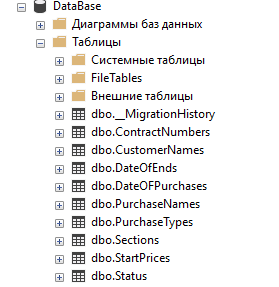 DataBase
Диаграммы баз данных
Таблицы
Системные таблицы
FileTables
Внешние таблицы
dbo.__MigrationHistory
dbo.ContractNumbers
dbo.CustomerNames
dbo.DateOfEnds
dbo.DateOFPurchases
dbo.PurchaseNames
dbo.PurchaseTypes
dbo.Sections
dbo.StartPrices
dbo.Status